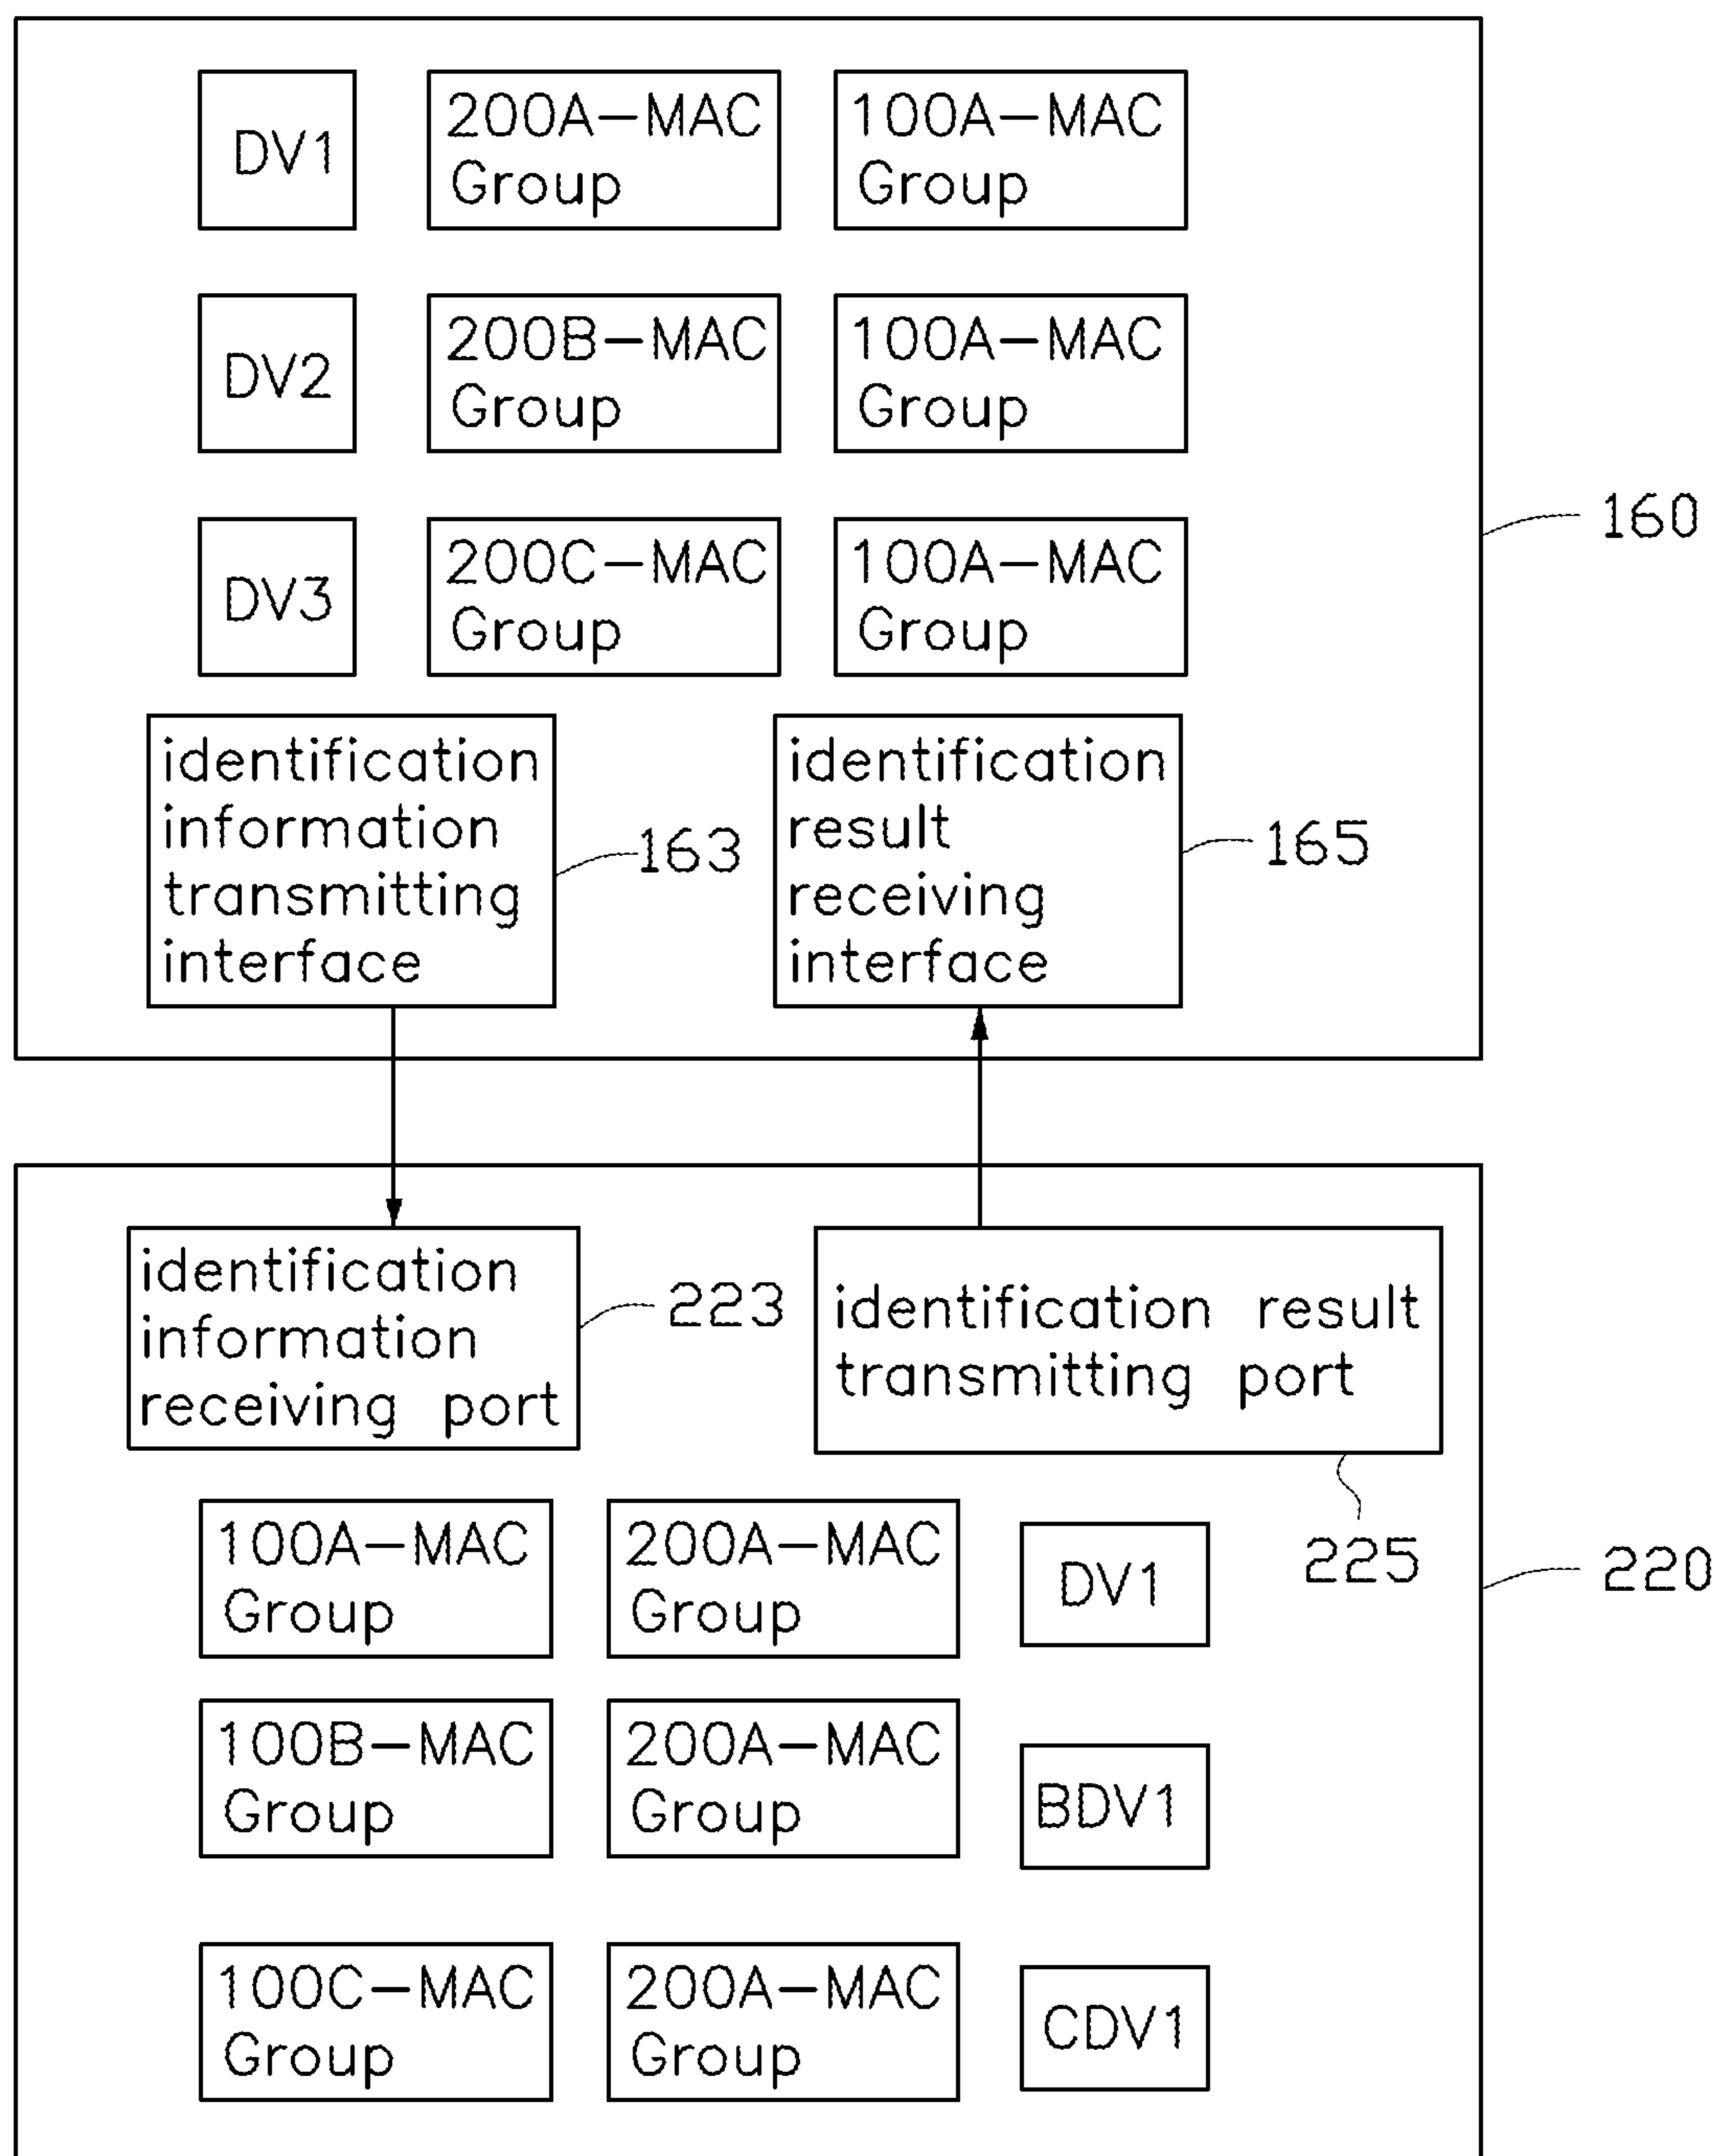 DV1
200A-MAC
Group
100A-MAC
Group
DV2
200B-MAC
Group
100A-MAC
Group
DV3
200C-MAC
Group
100A-MAC
Group
160
identification
information
transmitting
interface
163
identification
result
receiving
interface
165
identification
information
receiving port
223
identification result
transmitting port
225
220
100A-MAC
Group
200A-MAC
Group
DV1
100B-MAC
Group
200A-MAC
Group
BDV1
100C-MAC
Group
200A-MAC
Group
CDV1